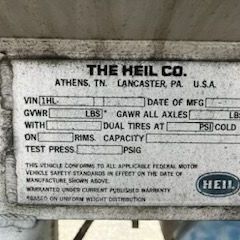 THE HEIL CO.
ATHENS, TN. LANCASTER, PA. U.S.A.
VIN 1HL- DATE OF MFG
GVWR LBS* GAWR ALL AXLES LBS*
WITH DUAL TIRES AT PSI COLD
ON RIMS. CAPACITY
TEST PRESS. PSIG
THIS VEHICLE CONFORMS TO ALL APPLICABLE FEDERAL MOTOR
VEHICLE SAFETY STANDARDS IN EFFECT ON THE DATE OF
MANUFACTURE SHOWN ABOVE.
WARRANTED UNDER CURRENT PUBLISHED WARRANTY
*BASED ON UNIFORM WEIGHT DISTRIBUTION
HEIL